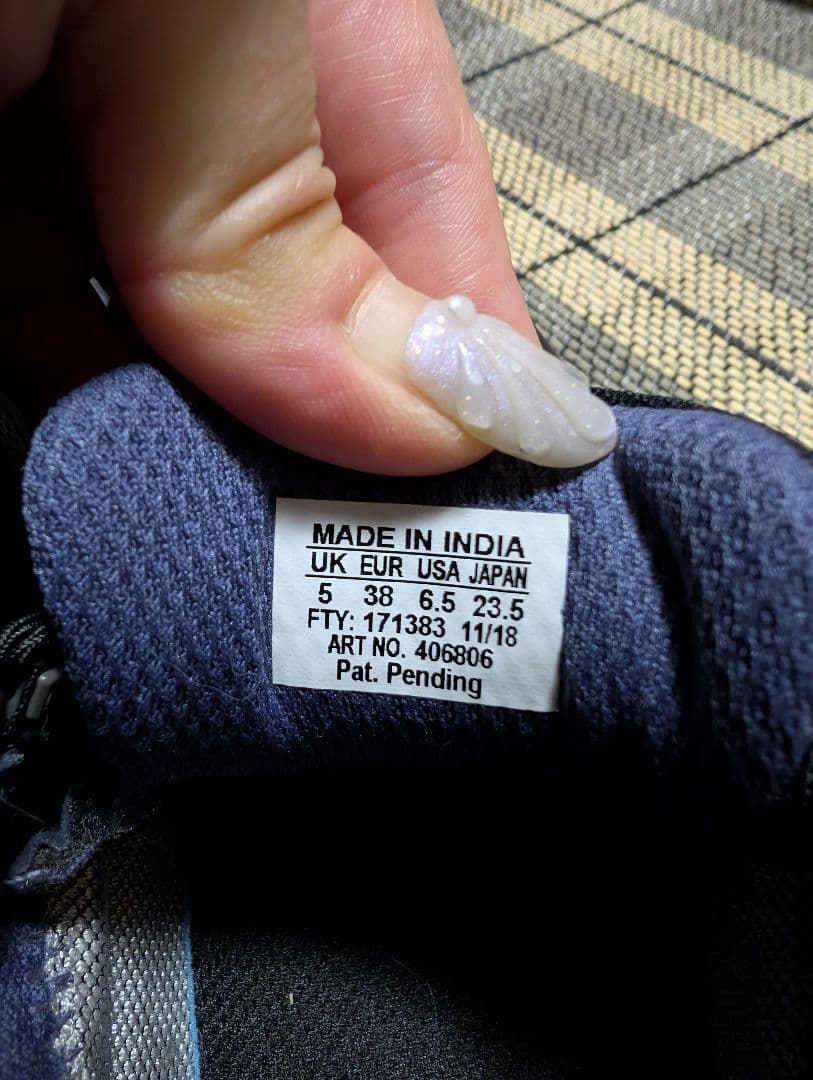 MADE IN INDIA
UK EUR USA JAPAN
5 38 6.5 23.5
FTY: 171383 11/18
ART NO. 406806
Pat. Pending